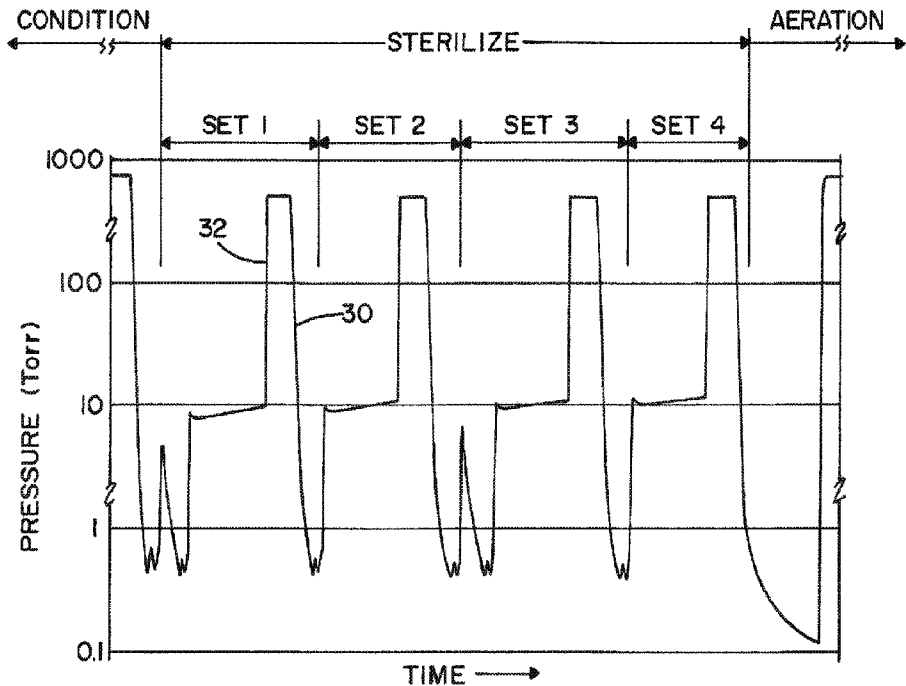 CONDITION
STERILIZE
AERATION
SET 1
SET 2
SET 3
SET 4
1000
100
10
1
0.1
32
30
PRESSURE (Torr)
TIME